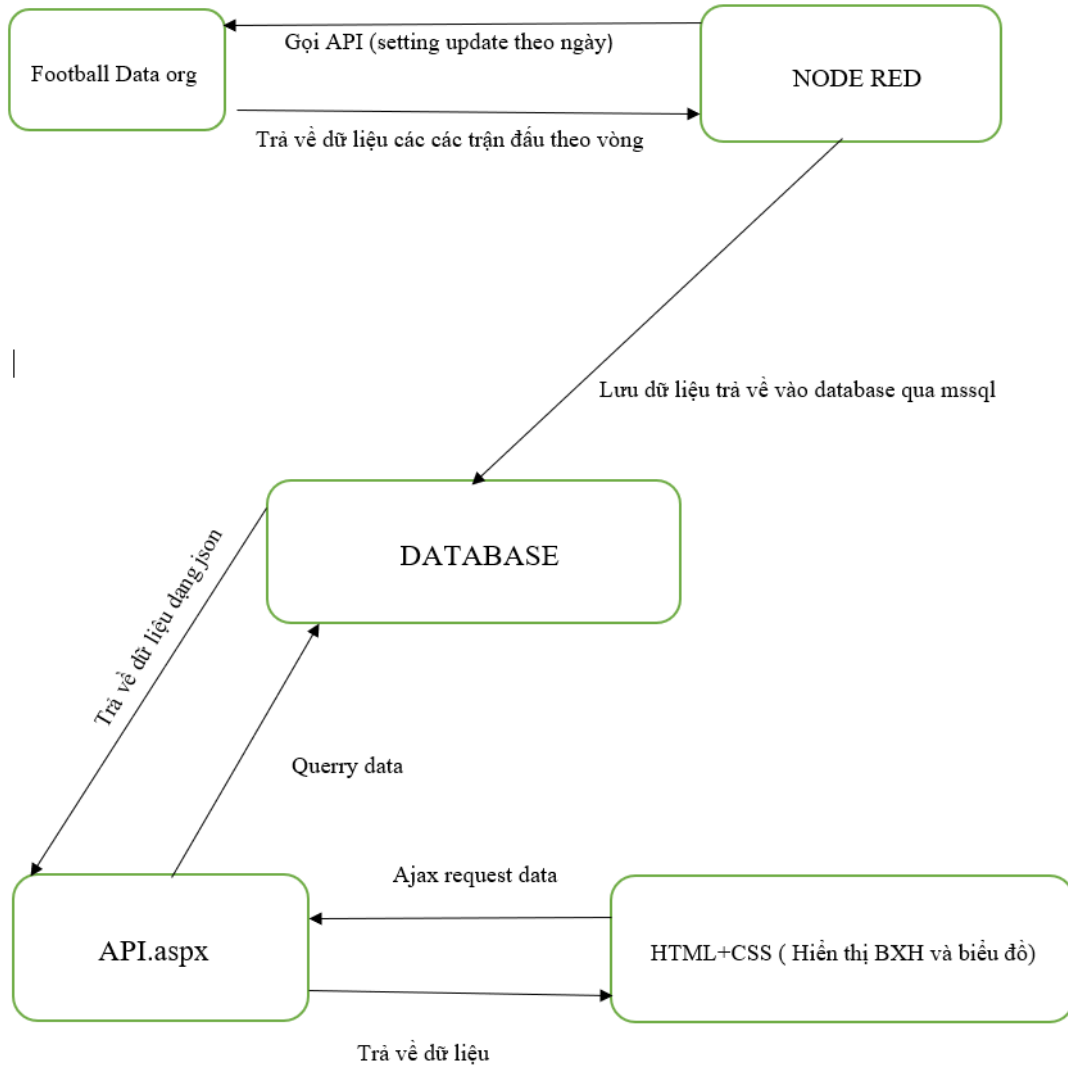 Gọi API (setting update theo ngày)
Football Data org
NODE RED
Trả về dữ liệu các các trận đấu theo vòng
Lưu dữ liệu trả về vào database qua mssql
DATABASE
Trả về dữ liệu dạng json
Querry data
Ajax request data
API.aspx
HTML+CSS ( Hiển thị BXH và biểu đồ)
Trả về dữ liệu